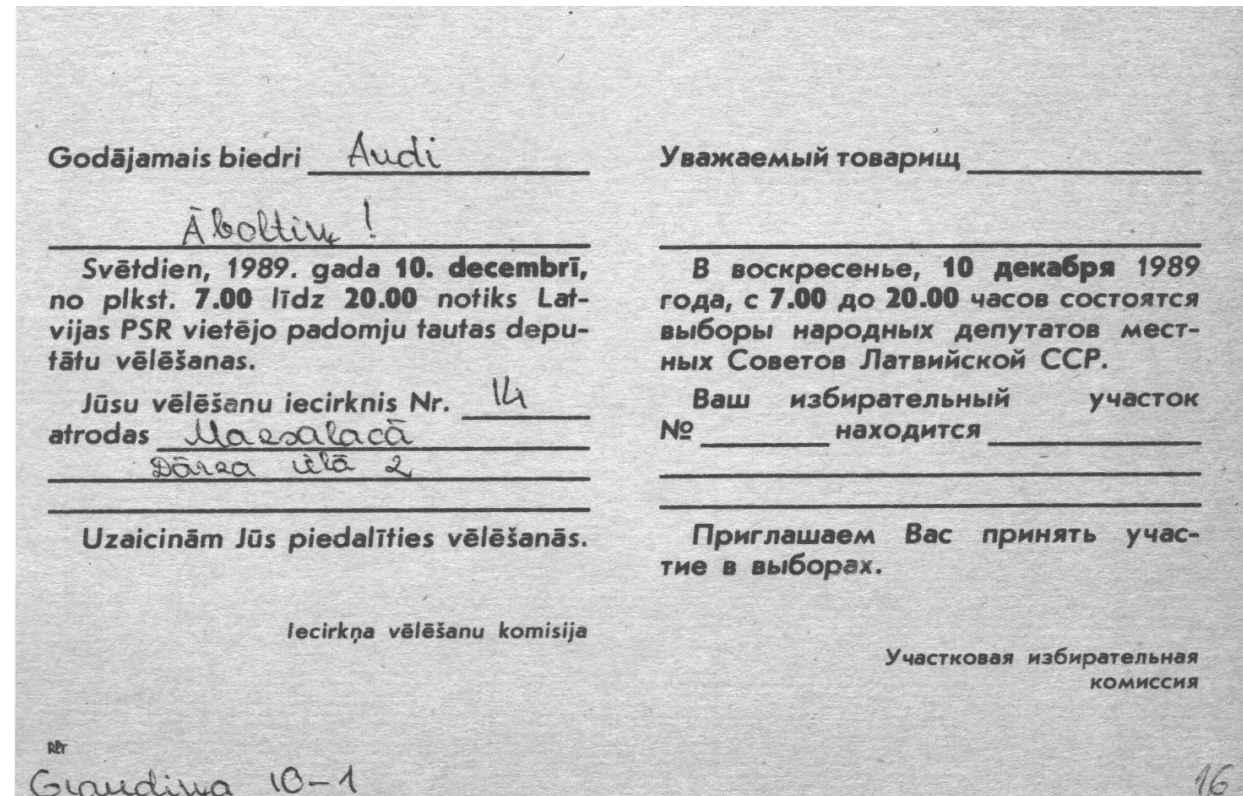 Godājamais biedri Audi
Āboltiņ!
Svētdien, 1989. gada 10. decembrī,
no plkst. 7.00 līdz 20.00 notiks Lat-
vijas PSR vietējo padomju tautas depu-
tātu vēlēšanas.
Jūsu vēlēšanu iecirknis Nr. 14
atrodas Mazsalacā
Dārza ielā 2
Uzaicinām Jūs piedalīties vēlēšanās.
Iecirkņa vēlēšanu komisija
RPT
Graudiņa 10-1
Уважаемый товарищ
В воскресенье, 10 декабря 1989
года, с 7.00 до 20.00 часов состоятся
выборы народных депутатов мест-
ных Советов Латвийской ССР.
Ваш избирательный участок
№ находится
Приглашаем Вас принять учас-
тие в выборах.
Участковая избирательная
комиссия
16